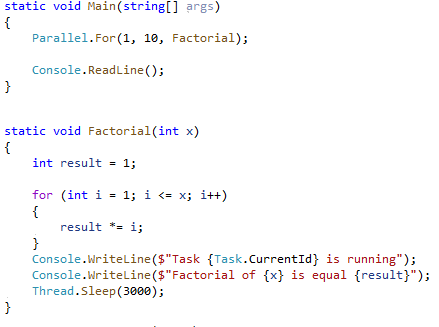 static void Main(string[] args)
{
    Parallel.For(1, 10, Factorial);

    Console.ReadLine();
}

static void Factorial(int x)
{
    int result = 1;

    for (int i = 1; i <= x; i++)
    {
        result *= i;
    }
    Console.WriteLine($"Task {Task.CurrentId} is running");
    Console.WriteLine($"Factorial of {x} is equal {result}");
    Thread.Sleep(3000);
}